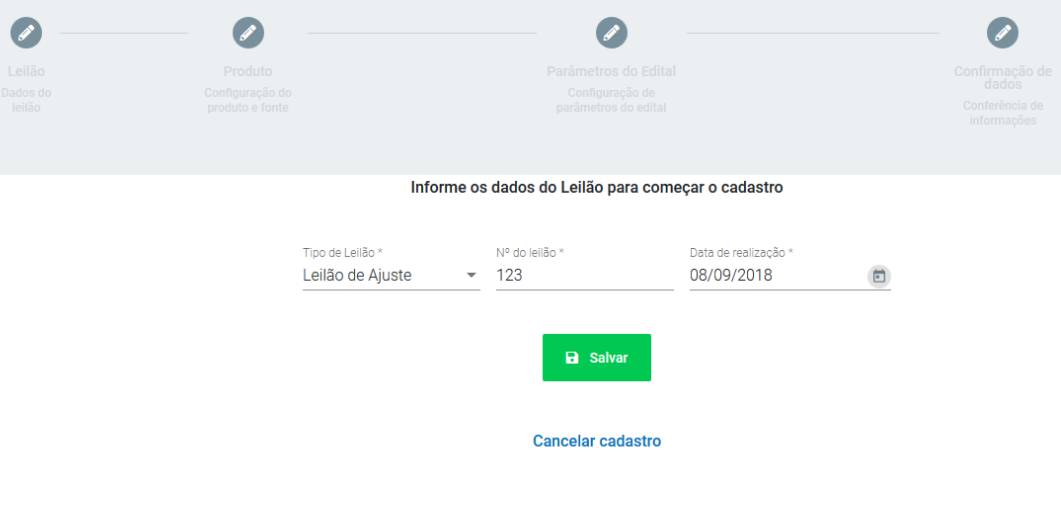 Leilão
Dados do
leilão
Produto
Configuração do
produto e fonte
Parâmetros do Edital
Configuração de
parâmetros do edital
Confirmação de
dados
Conferência de
informações
Informe os dados do Leilão para começar o cadastro
Tipo de Leilão *
Leilão de Ajuste
Nº do leilão *
123
Data de realização *
08/09/2018
Salvar
Cancelar cadastro